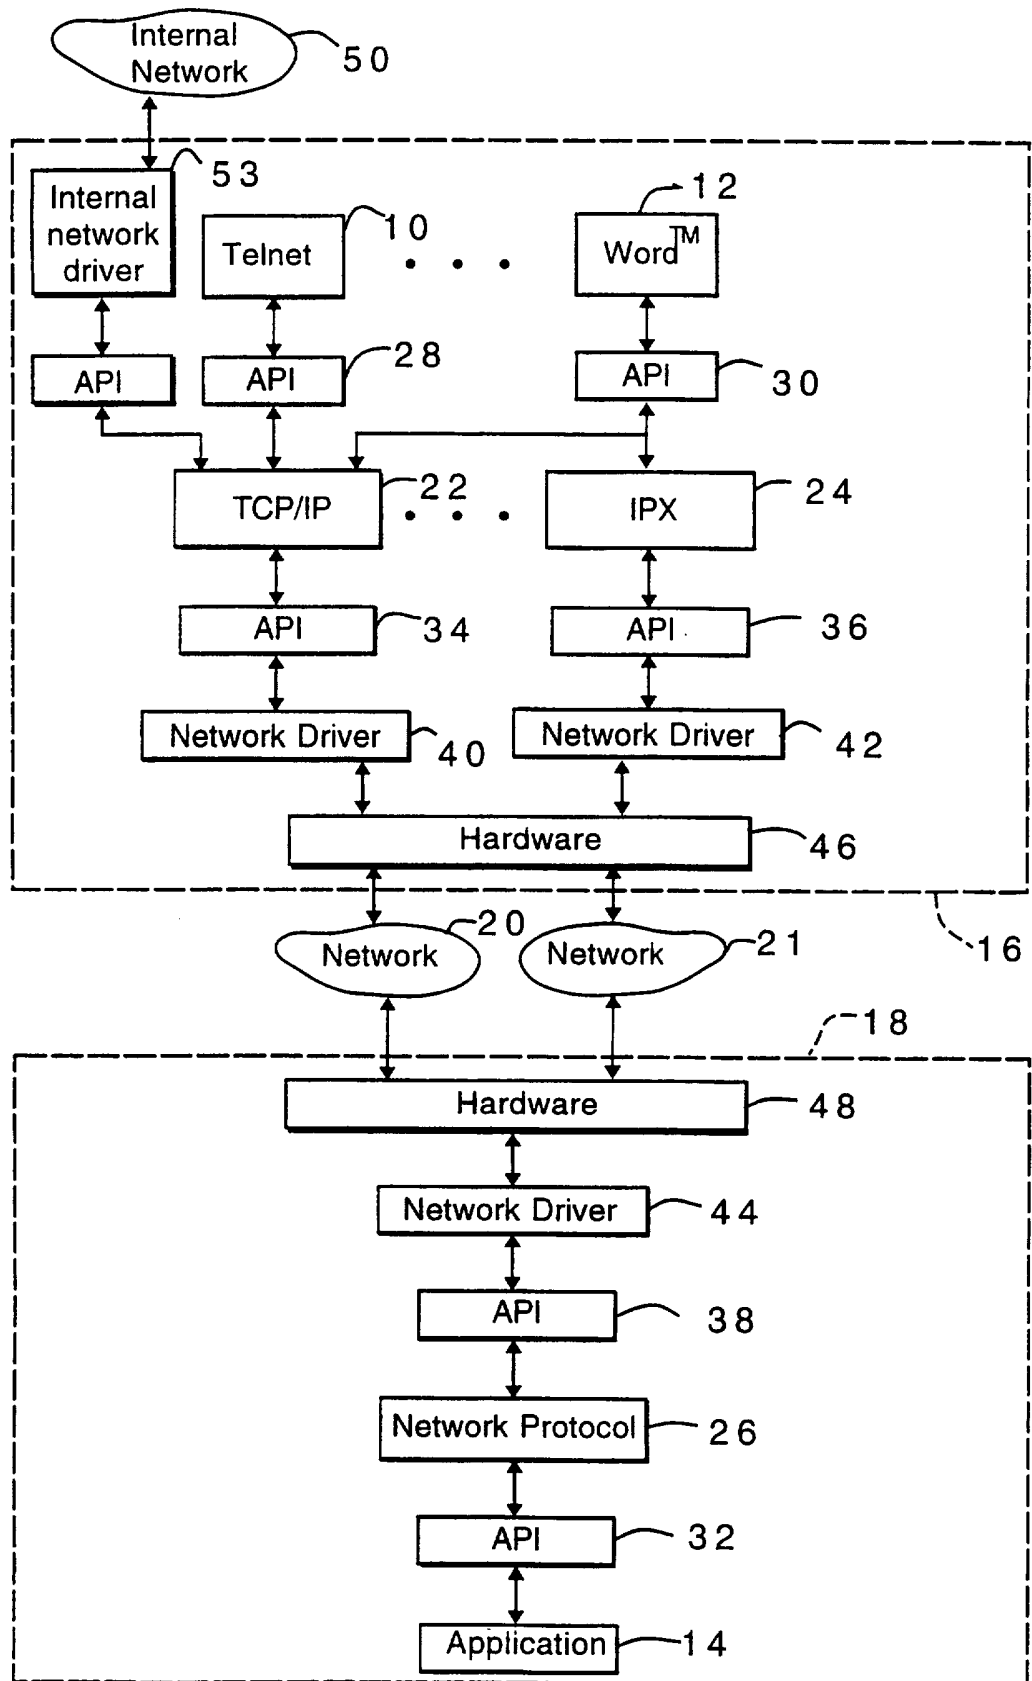 Internal
Network
50
53
Internal
network
driver
10
Telnet
12
Word™
API
API
28
API
30
TCP/IP
22
IPX
24
API
34
API
36
Network Driver
40
Network Driver
42
Hardware
46
16
Network
20
Network
21
18
Hardware
48
Network Driver
44
API
38
Network Protocol
26
API
32
Application
14